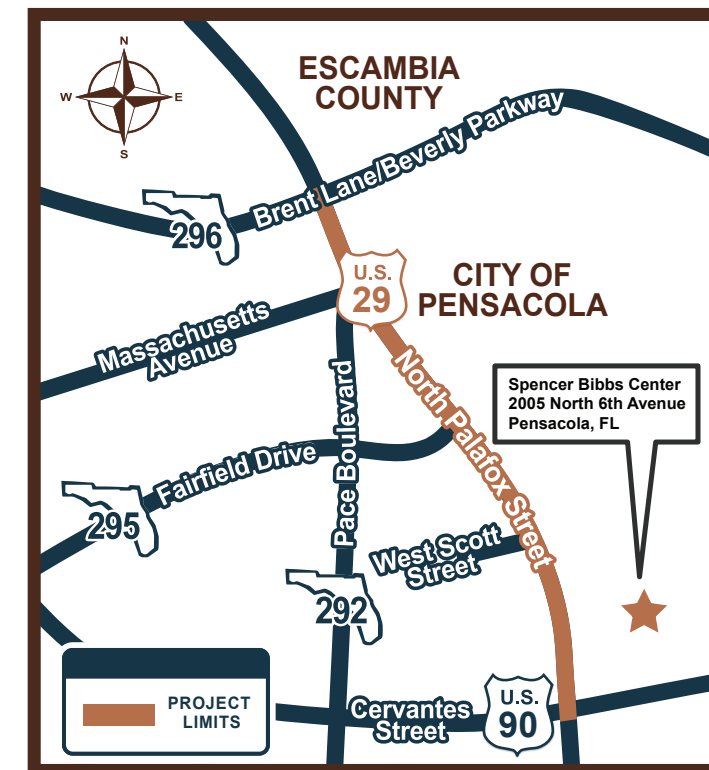 N
W
E
S
ESCAMBIA
COUNTY
Brent Lane/Beverly Parkway
296
U.S.
29
CITY OF
PENSACOLA
Massachusetts
Avenue
North Palafox Street
Pace Boulevard
Spencer Bibbs Center
2005 North 6th Avenue
Pensacola, FL
Fairfield Drive
295
West Scott
Street
292
PROJECT
LIMITS
Cervantes
Street
U.S.
90